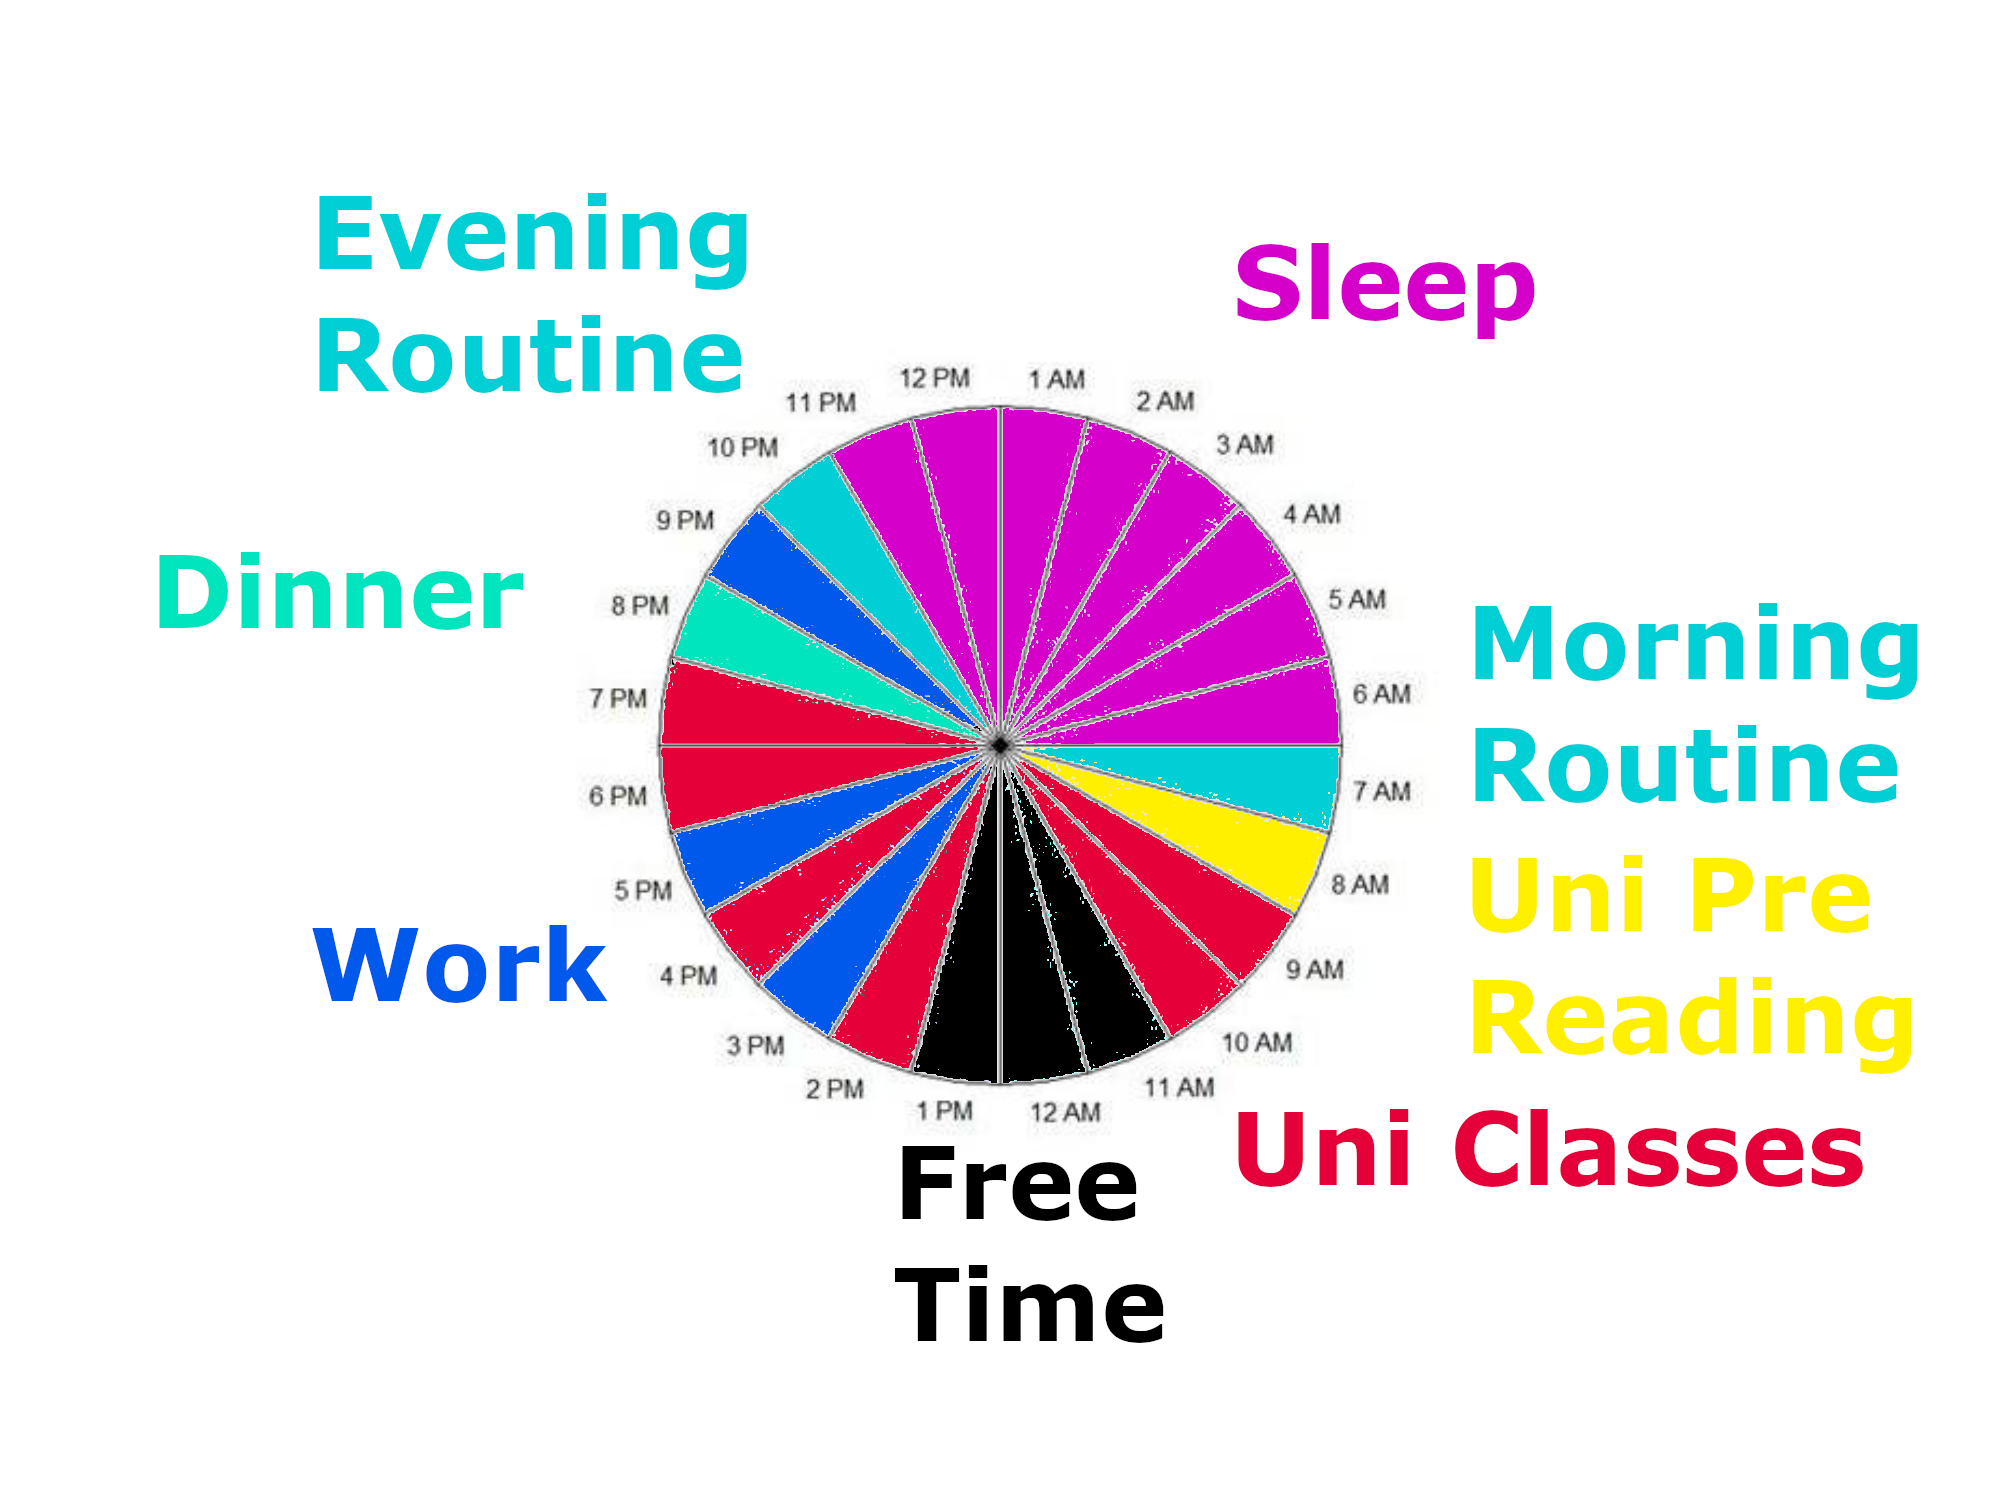 Evening
Routine
Sleep
12 PM
1 AM
11 PM
2 AM
10 PM
3 AM
9 PM
4 AM
Dinner
8 PM
5 AM
Morning
Routine
7 PM
6 AM
6 PM
7 AM
5 PM
8 AM
Uni Pre
Reading
Work
4 PM
9 AM
3 PM
10 AM
2 PM
11 AM
1 PM
12 AM
Uni Classes
Free
Time